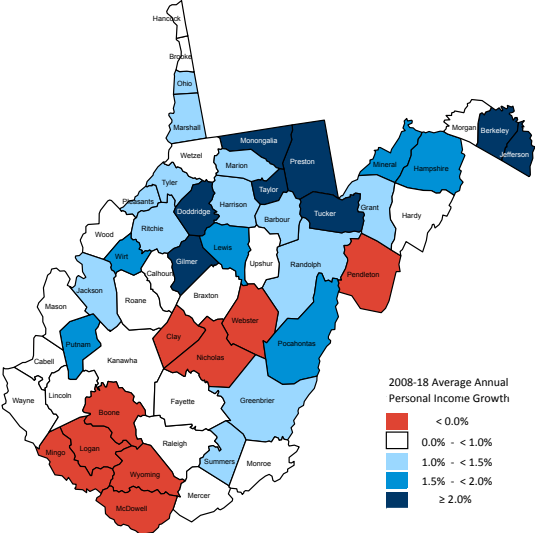 Hancock
Brooke
Ohio
Marshall
Wetzel
Monongalia
Marion
Preston
Morgan
Berkeley
Jefferson
Mineral
Hampshire
Tyler
Pleasants
Doddridge
Harrison
Taylor
Barbour
Tucker
Grant
Hardy
Wood
Ritchie
Wirt
Gilmer
Lewis
Upshur
Randolph
Pendleton
Calhoun
Jackson
Roane
Braxton
Mason
Webster
Putnam
Clay
Pocahontas
Cabell
Kanawha
Nicholas
Wayne
Lincoln
Boone
Fayette
Greenbrier
Mingo
Logan
Raleigh
Summers
Monroe
Wyoming
Mercer
McDowell
2008-18 Average Annual
Personal Income Growth
< 0.0%
0.0% - < 1.0%
1.0% - < 1.5%
1.5% - < 2.0%
≥ 2.0%